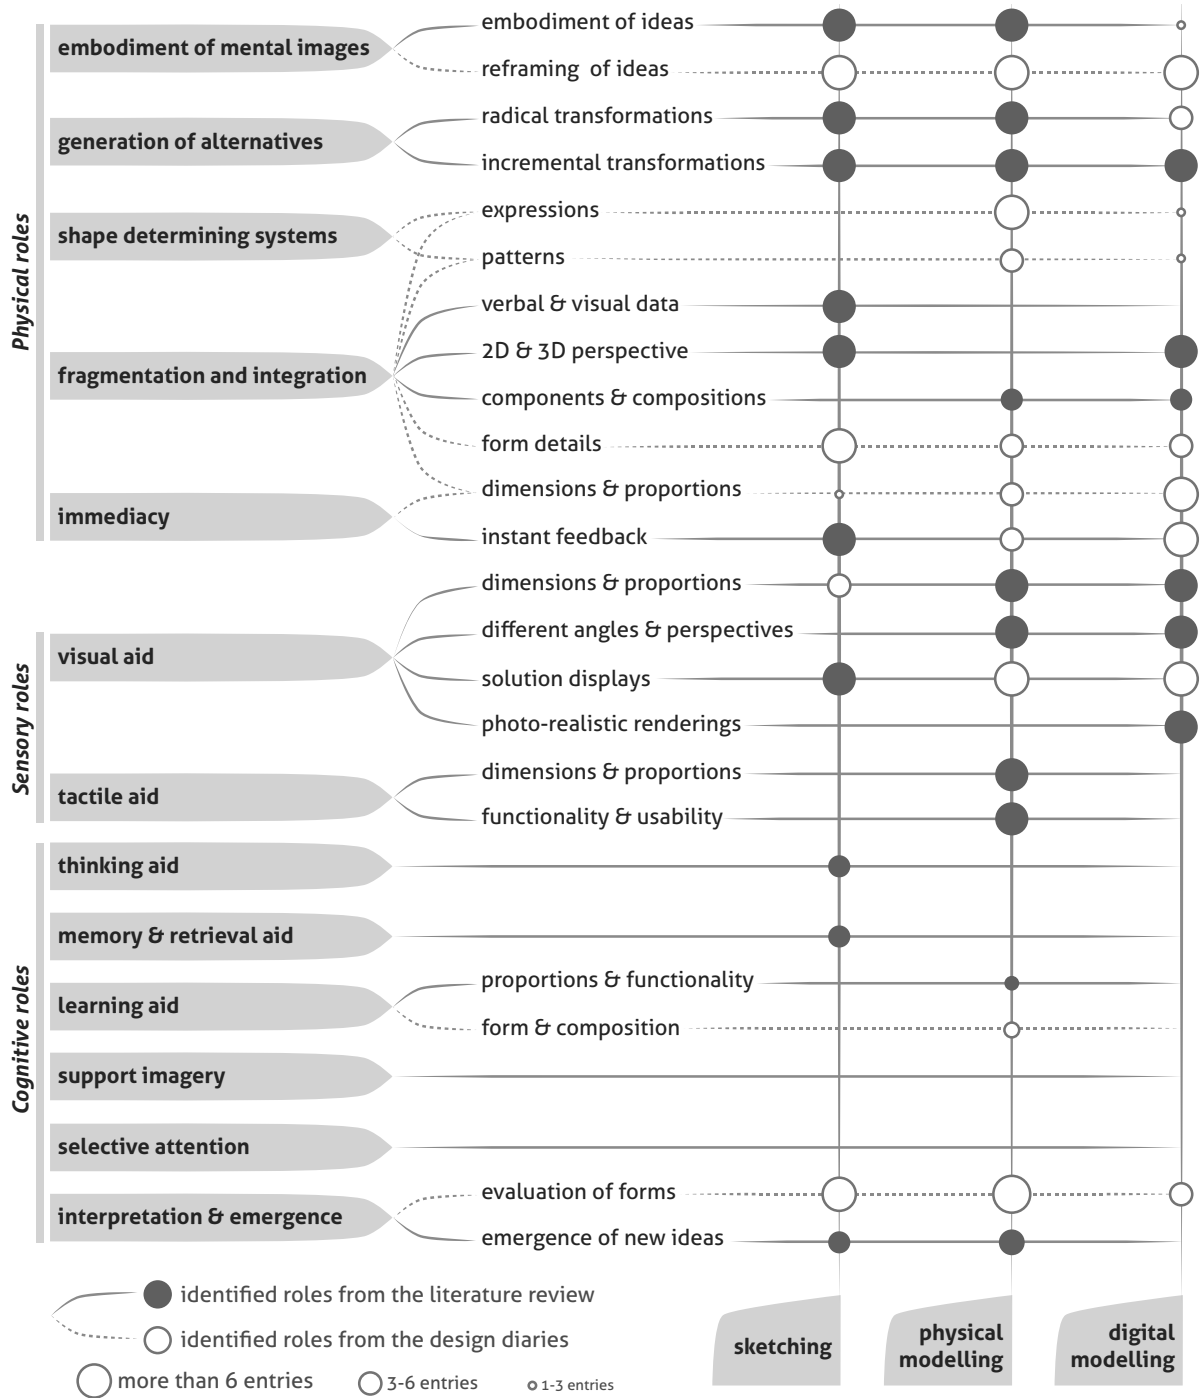 Physical roles
embodiment of mental images
embodiment of ideas
reframing of ideas
generation of alternatives
radical transformations
incremental transformations
shape determining systems
expressions
patterns
fragmentation and integration
verbal & visual data
2D & 3D perspective
components & compositions
form details
immediacy
dimensions & proportions
instant feedback
Sensory roles
visual aid
dimensions & proportions
different angles & perspectives
solution displays
photo-realistic renderings
tactile aid
dimensions & proportions
functionality & usability
Cognitive roles
thinking aid
memory & retrieval aid
learning aid
proportions & functionality
form & composition
support imagery
selective attention
interpretation & emergence
evaluation of forms
emergence of new ideas
identified roles from the literature review
identified roles from the design diaries
more than 6 entries
3-6 entries
1-3 entries
sketching
physical
modelling
digital
modelling